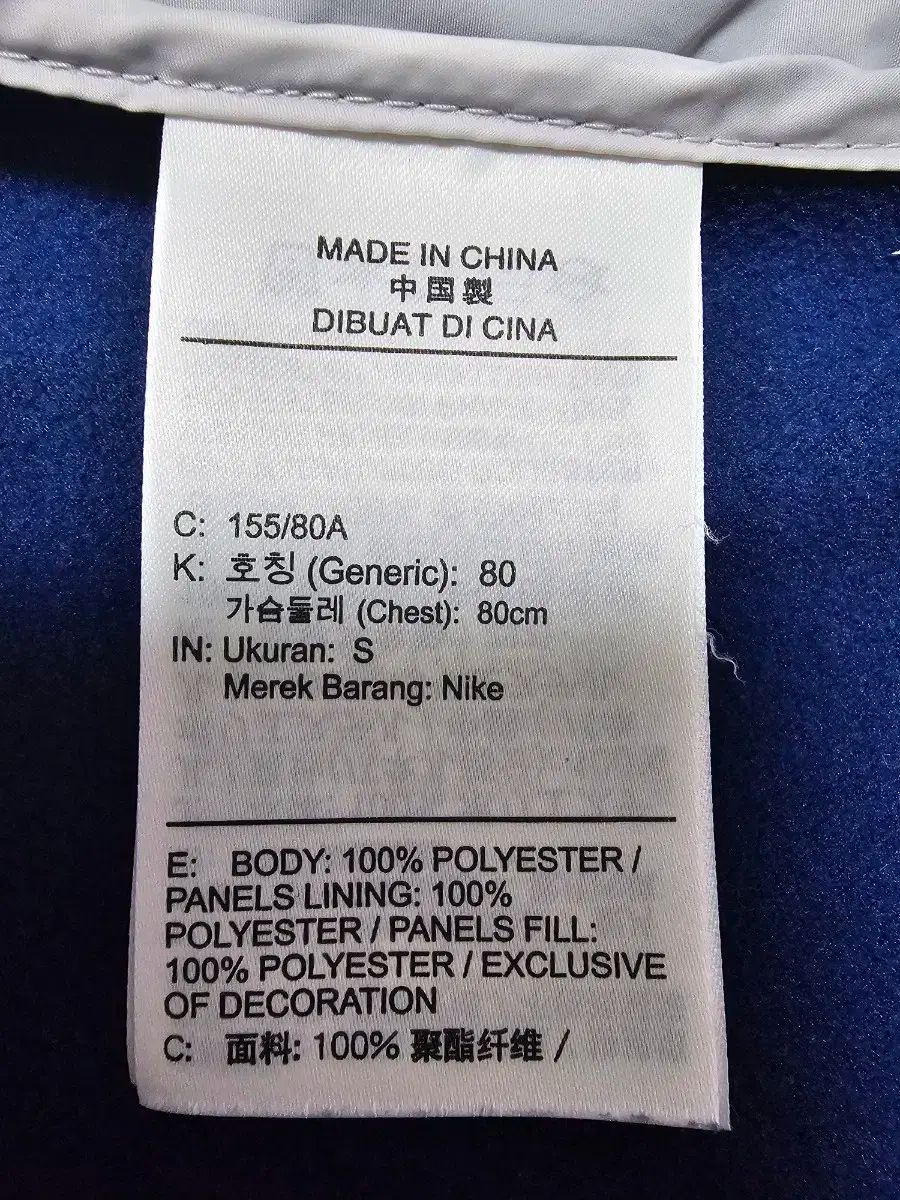 MADE IN CHINA
中国製
DIBUAT DI CINA
C: 155/80A
K: 호칭 (Generic): 80
가슴둘레 (Chest): 80cm
IN: Ukuran: S
Merek Barang: Nike
E: BODY: 100% POLYESTER /
PANELS LINING: 100%
POLYESTER / PANELS FILL:
100% POLYESTER / EXCLUSIVE
OF DECORATION
C: 面料: 100% 聚酯纤维 /